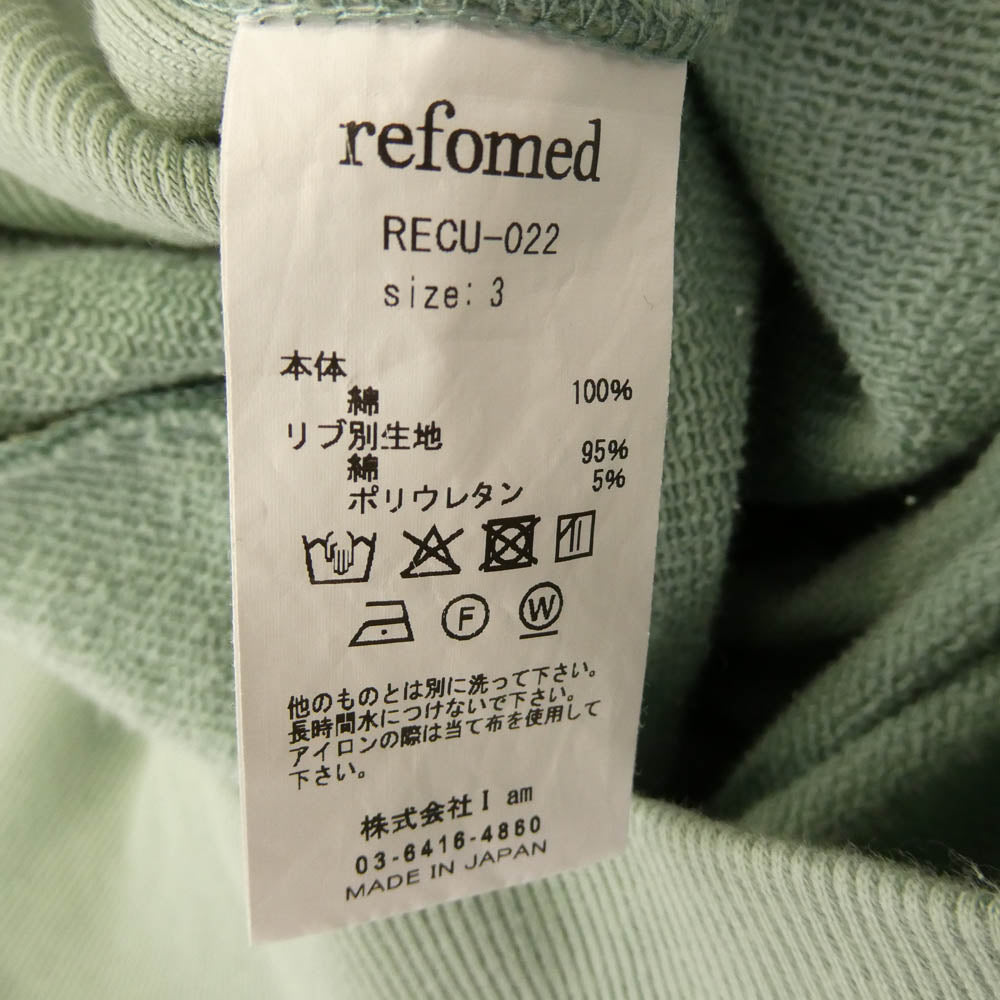 refomed
RECU-022
size: 3
本体
綿 100%
リブ別生地
綿 95%
ポリウレタン 5%
F W
他のものとは別に洗って下さい。
長時間水につけないで下さい。
アイロンの際は当て布を使用して
下さい。
株式会社I am
03-6416-4860
MADE IN JAPAN